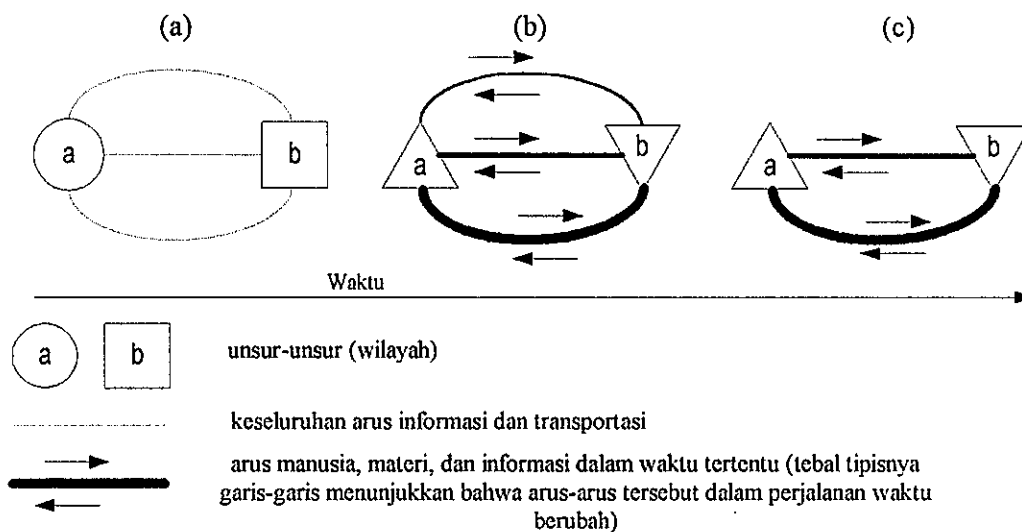 (a) (b) (c)
a b a b a b
Waktu
a b unsur-unsur (wilayah)
keseluruhan arus informasi dan transportasi
arus manusia, materi, dan informasi dalam waktu tertentu (tebal tipisnya
garis-garis menunjukkan bahwa arus-arus tersebut dalam perjalanan waktu
berubah)